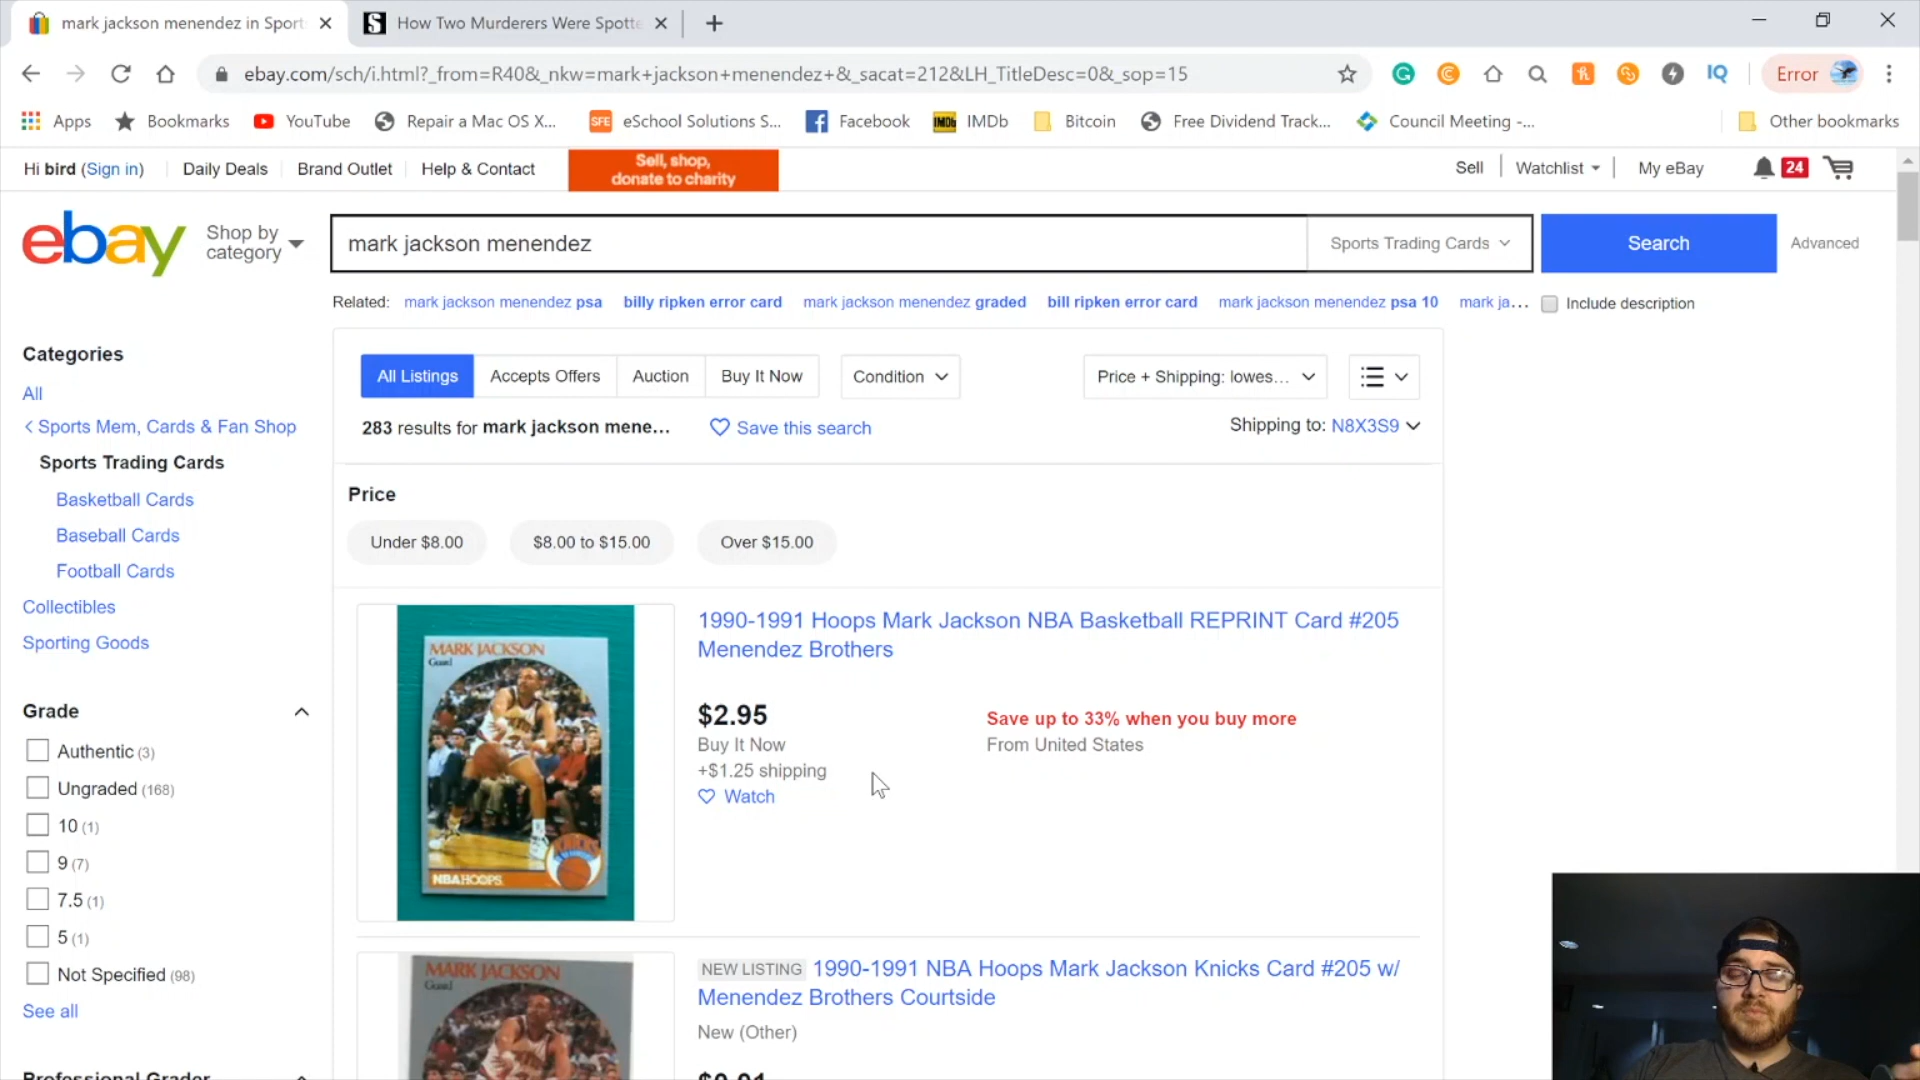 mark jackson menendez in Sport
How Two Murderers Were Spotte
ebay.com/sch/i.html?_from=R40&_nkw=mark+jackson+menendez+&_sacat=212&LH_TitleDesc=0&_sop=15
IQ
Error
Apps
Bookmarks
YouTube
Repair a Mac OS X...
SFE
eSchool Solutions S...
Facebook
IMDb
IMDb
Bitcoin
Free Dividend Track...
Council Meeting -...
Other bookmarks
Hi bird (Sign in)
Daily Deals
Brand Outlet
Help & Contact
Sell, shop,
donate to charity
Sell
Watchlist
My eBay
24
ebay
Shop by
category
mark jackson menendez
Sports Trading Cards
Search
Advanced
Related: mark jackson menendez psa billy ripken error card mark jackson menendez graded bill ripken error card mark jackson menendez psa 10 mark ja...
Include description
Categories
All
Sports Mem, Cards & Fan Shop
Sports Trading Cards
Basketball Cards
Baseball Cards
Football Cards
Collectibles
Sporting Goods
Grade
Authentic (3)
Ungraded (168)
10 (1)
9 (7)
7.5 (1)
5 (1)
Not Specified (98)
See all
Professional Grader
All Listings
Accepts Offers
Auction
Buy It Now
Condition
Price + Shipping: lowes...
283 results for mark jackson mene...
Save this search
Shipping to: N8X3S9
Price
Under $8.00
$8.00 to $15.00
Over $15.00
MARK JACKSON
Guard
NBA HOOPS
1990-1991 Hoops Mark Jackson NBA Basketball REPRINT Card #205
Menendez Brothers
$2.95
Buy It Now
+$1.25 shipping
Watch
Save up to 33% when you buy more
From United States
MARK JACKSON
Guard
NEW LISTING 1990-1991 NBA Hoops Mark Jackson Knicks Card #205 w/
Menendez Brothers Courtside
New (Other)